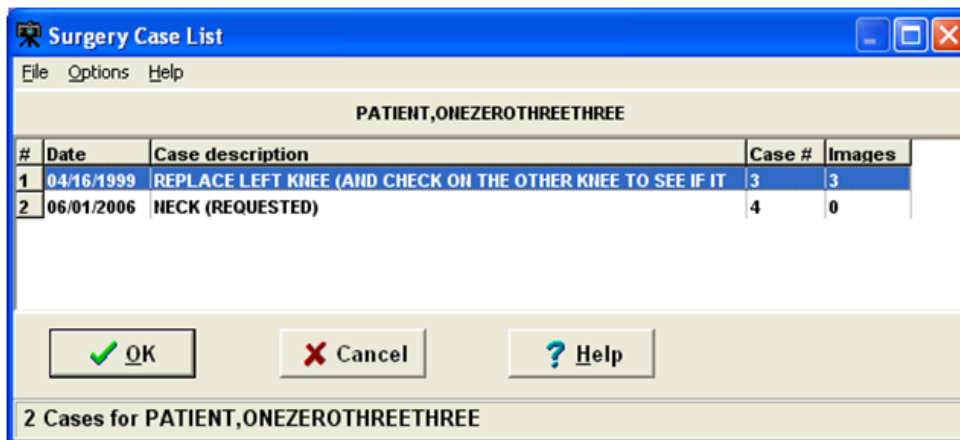 Surgery Case List
File Options Help
PATIENT,ONEZEROTHREETHREE
# Date Case description Case # Images
1 04/16/1999 REPLACE LEFT KNEE (AND CHECK ON THE OTHER KNEE TO SEE IF IT 3 3
2 06/01/2006 NECK (REQUESTED) 4 0
OK Cancel ? Help
2 Cases for PATIENT,ONEZEROTHREETHREE